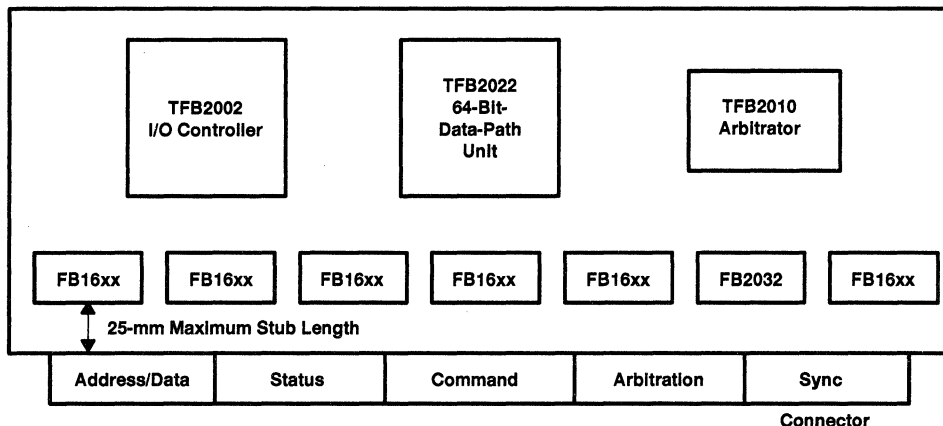 TFB2002
I/O Controller
TFB2022
64-Bit-
Data-Path
Unit
TFB2010
Arbitrator
FB16xx
FB16xx
FB16xx
FB16xx
FB16xx
FB2032
FB16xx
25-mm Maximum Stub Length
Address/Data
Status
Command
Arbitration
Sync
Connector